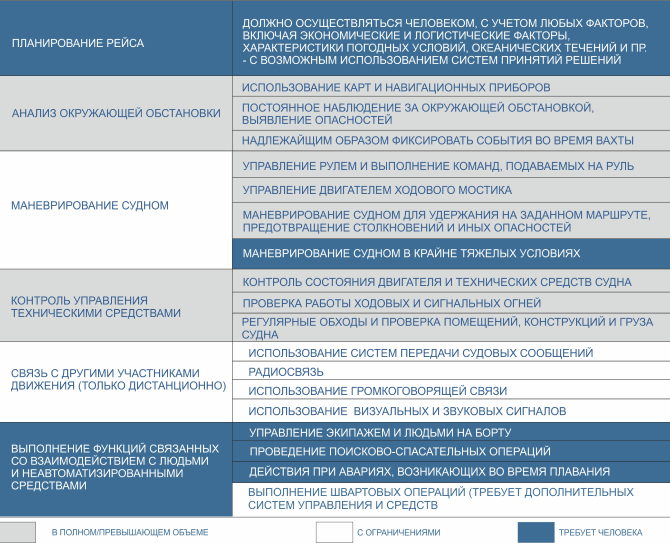 ПЛАНИРОВАНИЕ РЕЙСА
ДОЛЖНО ОСУЩЕСТВЛЯТЬСЯ ЧЕЛОВЕКОМ, С УЧЕТОМ ЛЮБЫХ ФАКТОРОВ,
ВКЛЮЧАЯ ЭКОНОМИЧЕСКИЕ И ЛОГИСТИЧЕСКИЕ ФАКТОРЫ,
ХАРАКТЕРИСТИКИ ПОГОДНЫХ УСЛОВИЙ, ОКЕАНИЧЕСКИХ ТЕЧЕНИЙ И ПР.
- С ВОЗМОЖНЫМ ИСПОЛЬЗОВАНИЕМ СИСТЕМ ПРИНЯТИЙ РЕШЕНИЙ
АНАЛИЗ ОКРУЖАЮЩЕЙ ОБСТАНОВКИ
ИСПОЛЬЗОВАНИЕ КАРТ И НАВИГАЦИОННЫХ ПРИБОРОВ
ПОСТОЯННОЕ НАБЛЮДЕНИЕ ЗА ОКРУЖАЮЩЕЙ ОБСТАНОВКОЙ,
ВЫЯВЛЕНИЕ ОПАСНОСТЕЙ
НАДЛЕЖАЙЩИМ ОБРАЗОМ ФИКСИРОВАТЬ СОБЫТИЯ ВО ВРЕМЯ ВАХТЫ
МАНЕВРИРОВАНИЕ СУДНОМ
УПРАВЛЕНИЕ РУЛЕМ И ВЫПОЛНЕНИЕ КОМАНД, ПОДАВАЕМЫХ НА РУЛЬ
УПРАВЛЕНИЕ ДВИГАТЕЛЕМ ХОДОВОГО МОСТИКА
МАНЕВРИРОВАНИЕ СУДНОМ ДЛЯ УДЕРЖАНИЯ НА ЗАДАННОМ МАРШРУТЕ,
ПРЕДОТВРАЩЕНИЕ СТОЛКНОВЕНИЙ И ИНЫХ ОПАСНОСТЕЙ
МАНЕВРИРОВАНИЕ СУДНОМ В КРАЙНЕ ТЯЖЕЛЫХ УСЛОВИЯХ
КОНТРОЛЬ УПРАВЛЕНИЯ
ТЕХНИЧЕСКИМИ СРЕДСТВАМИ
КОНТРОЛЬ СОСТОЯНИЯ ДВИГАТЕЛЯ И ТЕХНИЧЕСКИХ СРЕДСТВ СУДНА
ПРОВЕРКА РАБОТЫ ХОДОВЫХ И СИГНАЛЬНЫХ ОГНЕЙ
РЕГУЛЯРНЫЕ ОБХОДЫ И ПРОВЕРКА ПОМЕЩЕНИЙ, КОНСТРУКЦИЙ И ГРУЗА
СУДНА
СВЯЗЬ С ДРУГИМИ УЧАСТНИКАМИ
ДВИЖЕНИЯ (ТОЛЬКО ДИСТАНЦИОННО)
ИСПОЛЬЗОВАНИЕ СИСТЕМ ПЕРЕДАЧИ СУДОВЫХ СООБЩЕНИЙ
РАДИОСВЯЗЬ
ИСПОЛЬЗОВАНИЕ ГРОМКОГОВОРЯЩЕЙ СВЯЗИ
ИСПОЛЬЗОВАНИЕ ВИЗУАЛЬНЫХ И ЗВУКОВЫХ СИГНАЛОВ
ВЫПОЛНЕНИЕ ФУНКЦИЙ СВЯЗАННЫХ
СО ВЗАИМОДЕЙСТВИЕМ С ЛЮДЬМИ
И НЕАВТОМАТИЗИРОВАННЫМИ
СРЕДСТВАМИ
УПРАВЛЕНИЕ ЭКИПАЖЕМ И ЛЮДЬМИ НА БОРТУ
ПРОВЕДЕНИЕ ПОИСКОВО-СПАСАТЕЛЬНЫХ ОПЕРАЦИЙ
ДЕЙСТВИЯ ПРИ АВАРИЯХ, ВОЗНИКАЮЩИХ ВО ВРЕМЯ ПЛАВАНИЯ
ВЫПОЛНЕНИЕ ШВАРТОВЫХ ОПЕРАЦИЙ (ТРЕБУЕТ ДОПОЛНИТЕЛЬНЫХ
СИСТЕМ УПРАВЛЕНИЯ И СРЕДСТВ
В ПОЛНОМ/ПРЕВЫШАЮЩЕМ ОБЪЕМЕ
С ОГРАНИЧЕНИЯМИ
ТРЕБУЕТ ЧЕЛОВЕКА